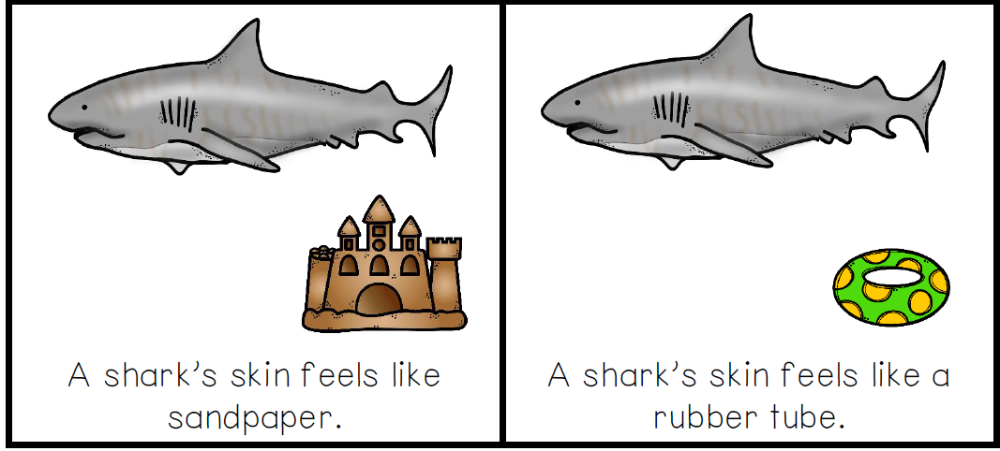 A shark's skin feels like
sandpaper.
A shark's skin feels like a
rubber tube.